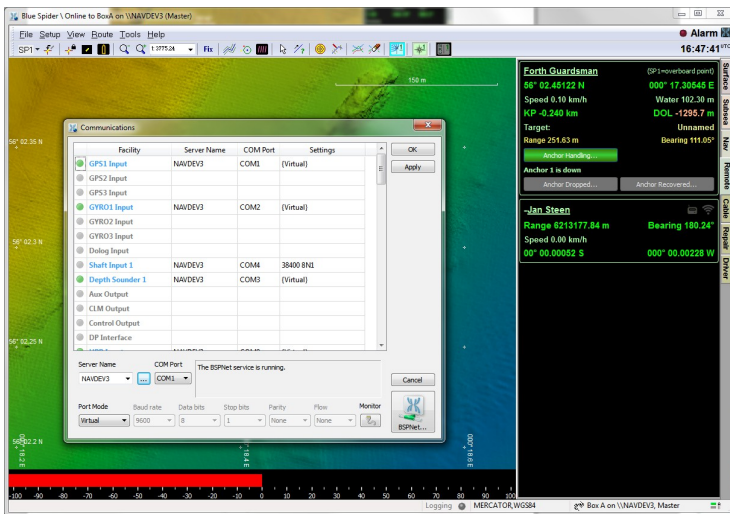 Blue Spider \ Online to BoxA on \\NAVDEV3 (Master)
File Setup View Route Tools Help
Alarm
SP1
1: 3775.24
Fix
16:47:41 UTC
150 m
56° 02.35 N
56° 02.3 N
56° 02.25 N
56° 02.2 N
Communications
Facility Server Name COM Port Settings
GPS1 Input NAVDEV3 COM1 (Virtual)
GPS2 Input
GPS3 Input
GYRO1 Input NAVDEV3 COM2 (Virtual)
GYRO2 Input
GYRO3 Input
Dolog Input
Shaft Input 1 NAVDEV3 COM4 38400 8N1
Depth Sounder 1 NAVDEV3 COM3 (Virtual)
Aux Output
CLM Output
Control Output
DP Interface
OK
Apply
Server Name COM Port
NAVDEV3 ... COM1
The BSPNet service is running.
Cancel
Port Mode Baud rate Data bits Stop bits Parity Flow Monitor
Virtual 9600 8 1 None None
BSPNet...
000° 18.2 E
000° 18.4 E
000° 18.6 E
-100 -90 -80 -70 -60 -50 -40 -30 -20 -10 0 10 20 30 40 50 60 70 80 90 100
Forth Guardsman (SP1=overboard point)
56° 02.45122 N 000° 17.30545 E
Speed 0.10 km/h Water 102.30 m
KP -0.240 km DOL -1295.7 m
Target: Unnamed
Range 251.63 m Bearing 111.05°
Anchor Handling...
Anchor 1 is down
Anchor Dropped... Anchor Recovered...
-Jan Steen
Range 6213177.84 m Bearing 180.24°
Speed 0.00 km/h
00° 00.00052 S 000° 00.00228 W
Surface
Subsea
Nav
Remote
Cable
Repair
Driver
Logging MERCATOR,WGS84 Box A on \\NAVDEV3, Master